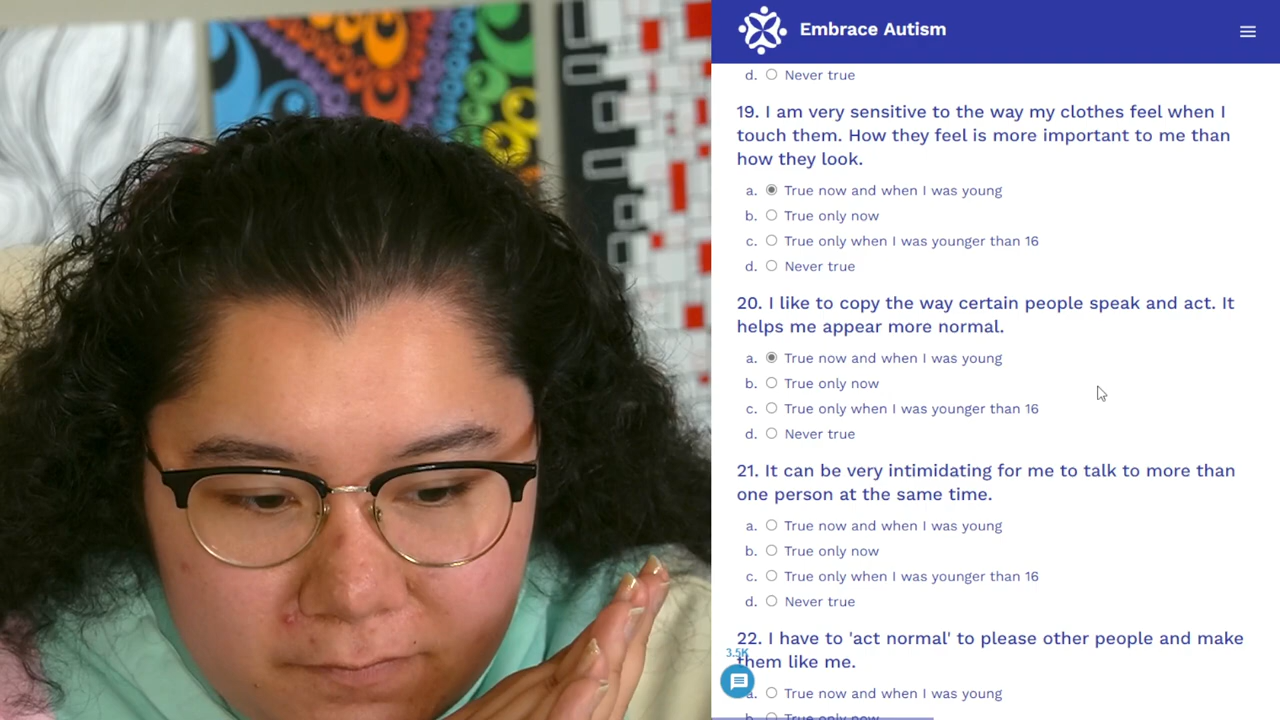 Embrace Autism
d. Never true
19. I am very sensitive to the way my clothes feel when I
touch them. How they feel is more important to me than
how they look.
a. True now and when I was young
b. True only now
c. True only when I was younger than 16
d. Never true
20. I like to copy the way certain people speak and act. It
helps me appear more normal.
a. True now and when I was young
b. True only now
c. True only when I was younger than 16
d. Never true
21. It can be very intimidating for me to talk to more than
one person at the same time.
a. True now and when I was young
b. True only now
c. True only when I was younger than 16
d. Never true
22. I have to 'act normal' to please other people and make
3.5K
them like me.
a. True now and when I was young
b. True only now